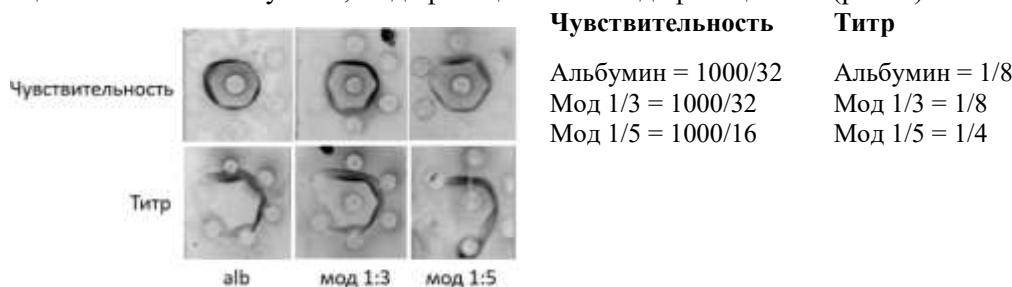 Чувствительность Титр
Чувствительность
Альбумин = 1000/32 Альбумин = 1/8
Мод 1/3 = 1000/32 Мод 1/3 = 1/8
Мод 1/5 = 1000/16 Мод 1/5 = 1/4
Титр
alb мод 1:3 мод 1:5